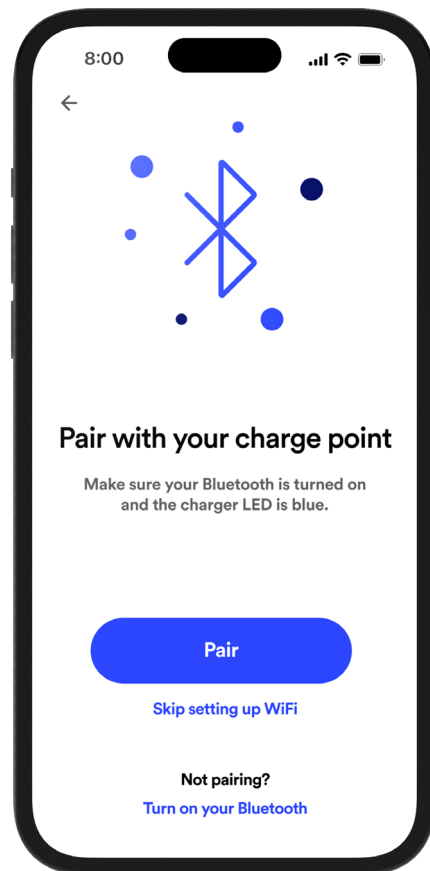 8:00
Pair with your charge point
Make sure your Bluetooth is turned on
and the charger LED is blue.
Pair
Skip setting up WiFi
Not pairing?
Turn on your Bluetooth